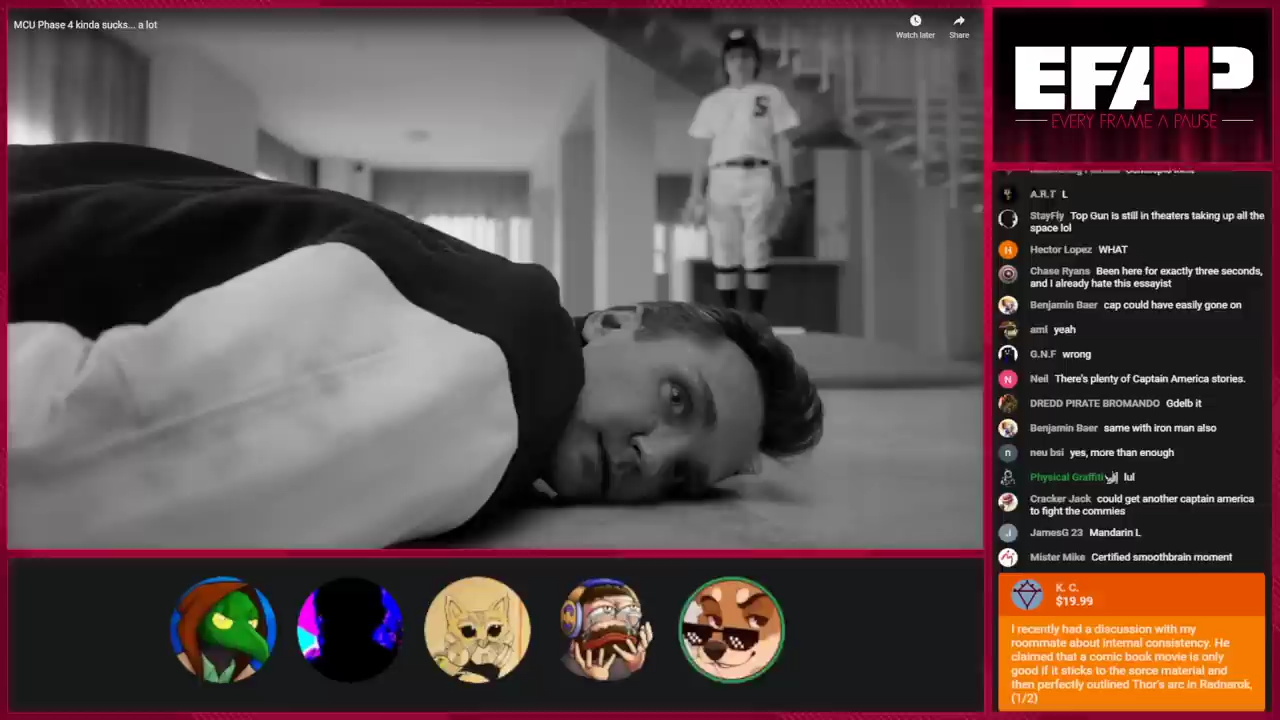 MCU Phase 4 kinda sucks... a lot
Watch later
Share
S
EFAP
EVERY FRAME A PAUSE
A.R.T L
StayFly Top Gun is still in theaters taking up all the
space lol
Hector Lopez WHAT
Chase Ryans Been here for exactly three seconds,
and I already hate this essayist
Benjamin Baer cap could have easily gone on
aml yeah
G.N.F wrong
Neil There's plenty of Captain America stories.
DREDD PIRATE BROMANDO Gdelb it
Benjamin Baer same with iron man also
neu bsi yes, more than enough
Physical Graffiti lul
Cracker Jack could get another captain america
to fight the commies
JamesG 23 Mandarin L
Mister Mike Certified smoothbrain moment
K. C.
$19.99
I recently had a discussion with my
roommate about internal consistency. He
claimed that a comic book movie is only
good if it sticks to the sorce material and
then perfectly outlined Thor's arc in Radnarok,
(1/2)